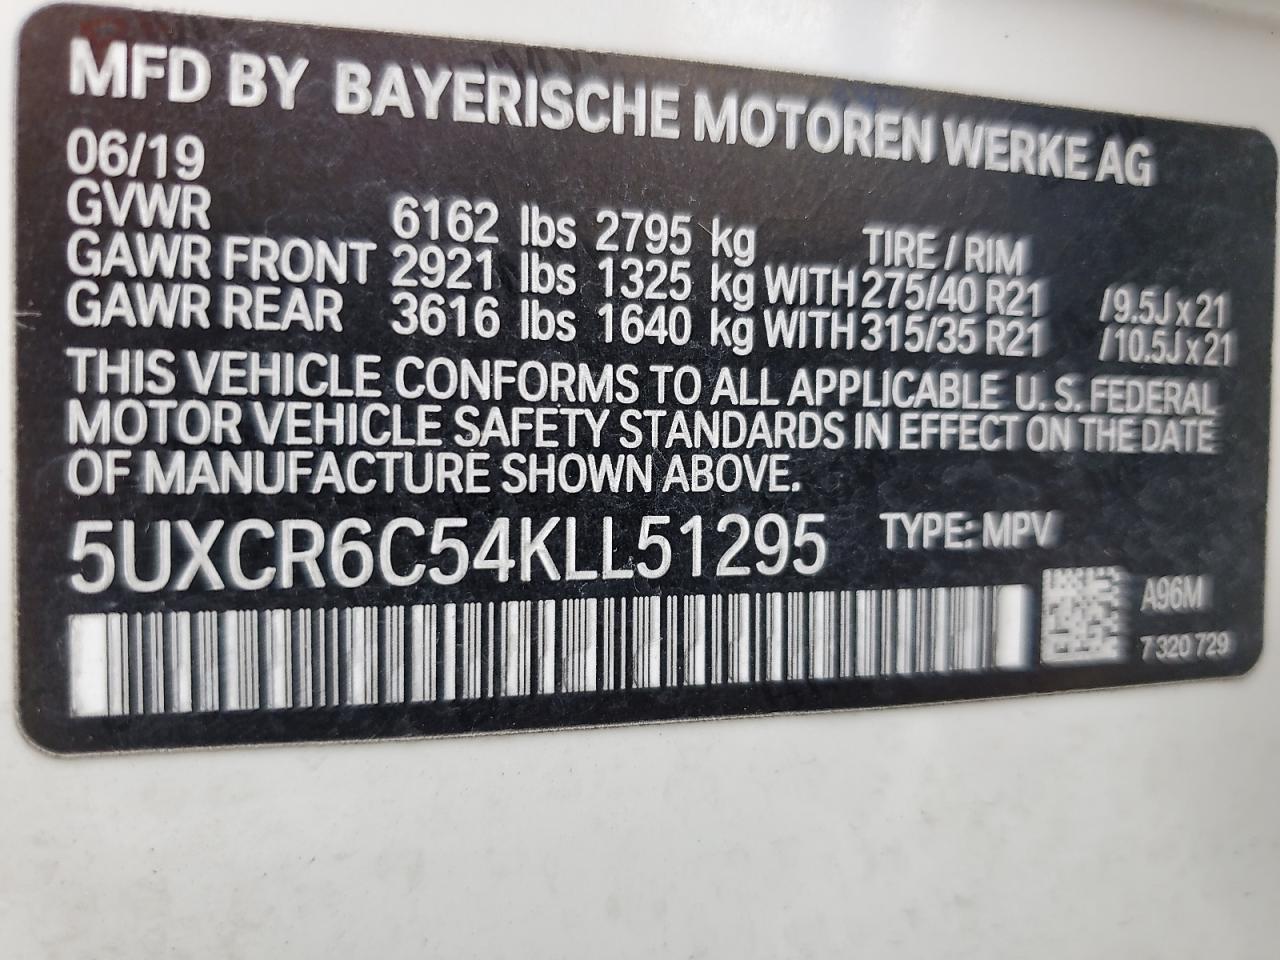 MFD BY BAYERISCHE MOTOREN WERKE AG
06/19
GVWR 6162 lbs 2795 kg TIRE / RIM
GAWR FRONT 2921 lbs 1325 kg WITH 275/40 R21 /9.5J x 21
GAWR REAR 3616 lbs 1640 kg WITH 315/35 R21 /10.5J x 21
THIS VEHICLE CONFORMS TO ALL APPLICABLE U. S. FEDERAL
MOTOR VEHICLE SAFETY STANDARDS IN EFFECT ON THE DATE
OF MANUFACTURE SHOWN ABOVE.
5UXCR6C54KLL51295 TYPE: MPV
A96M
7 320 729